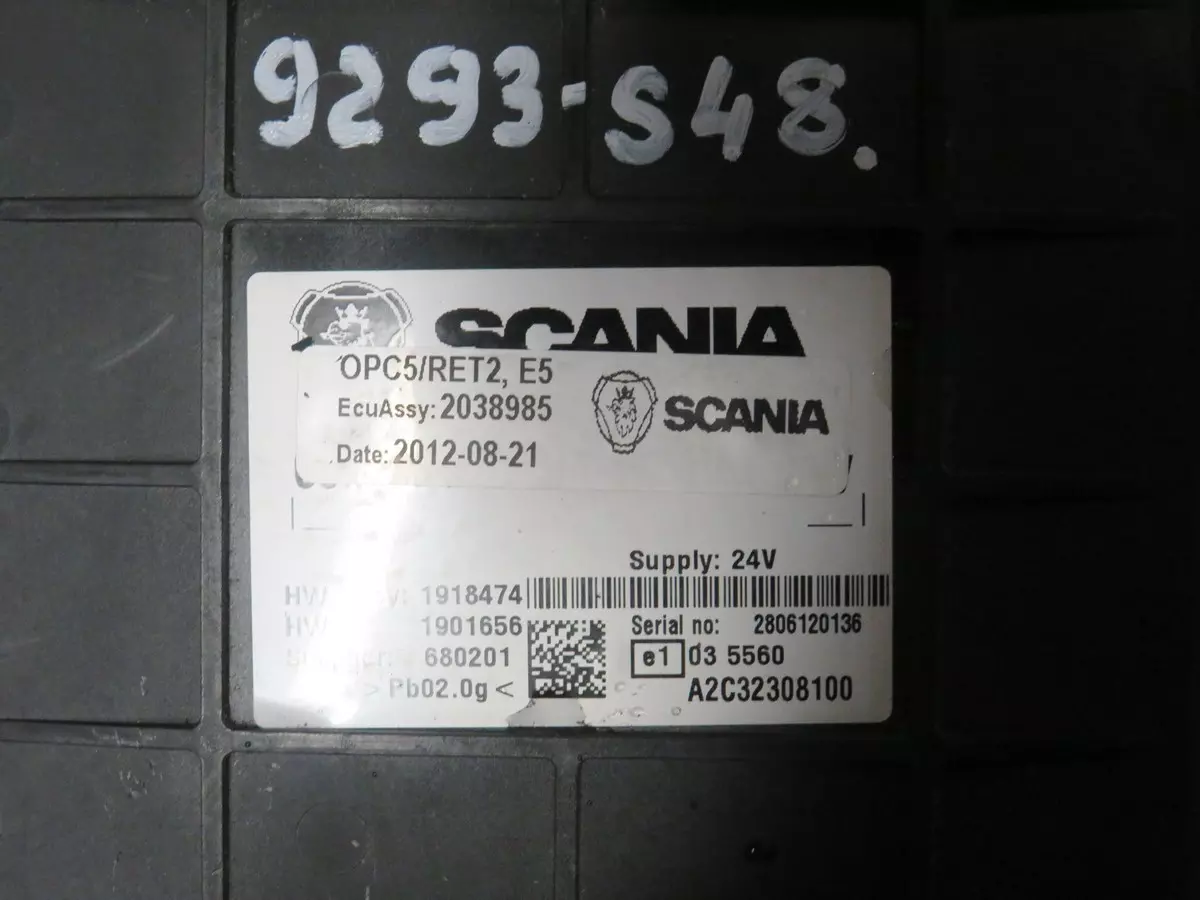 9293-S48.
SCANIA
OPC5/RET2, E5
EcuAssy: 2038985
SCANIA
Date: 2012-08-21
Supply: 24V
1918474
1901656
Serial no: 2806120136
680201
e1 03 5560
>Pb02.0g<
A2C32308100